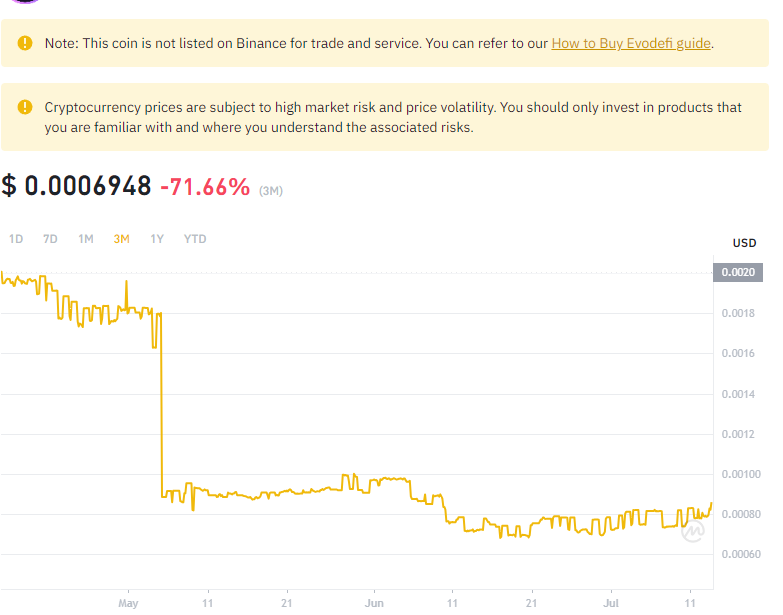 Note: This coin is not listed on Binance for trade and service. You can refer to our How to Buy Evodefi guide.
Cryptocurrency prices are subject to high market risk and price volatility. You should only invest in products that
you are familiar with and where you understand the associated risks.
$ 0.0006948 -71.66% (3M)
1D 7D 1M 3M 1Y YTD
USD
0.0020
0.0018
0.0016
0.0014
0.0012
0.00100
0.00080
0.00060
May 11 21 Jun 11 21 Jul 11